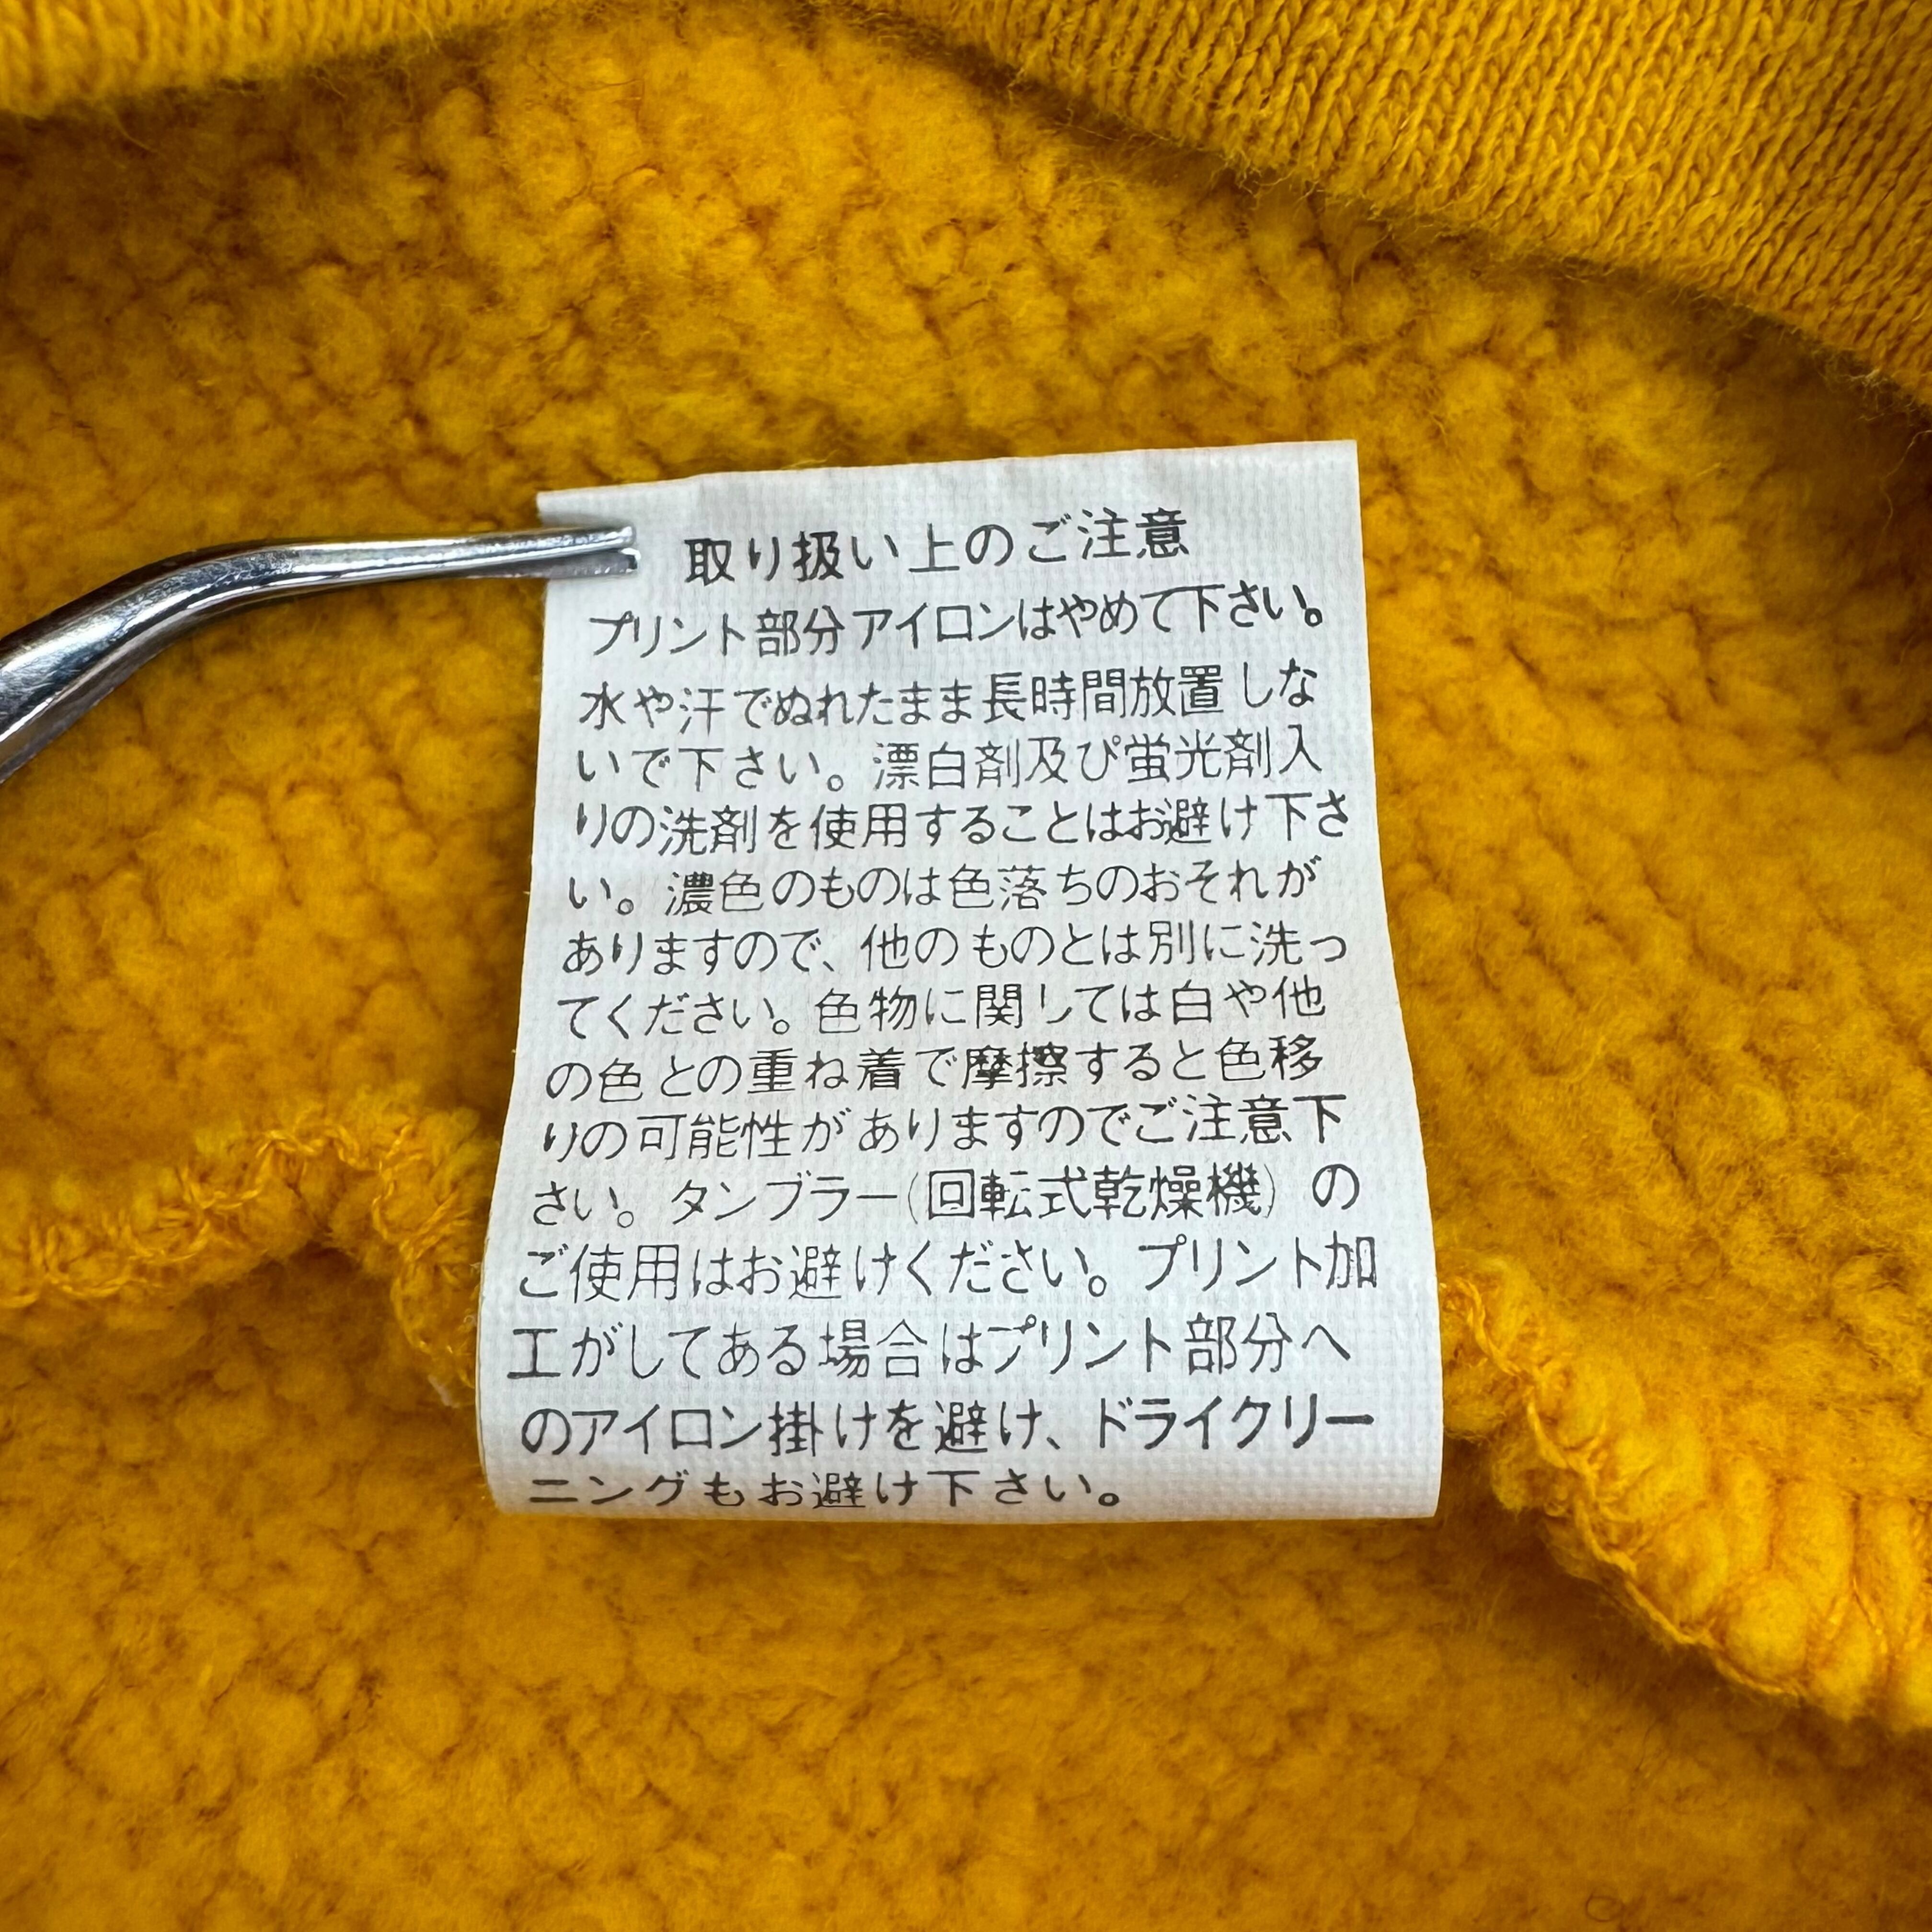 取り扱い上のご注意
プリント部分アイロンはやめて下さい。
水や汗でぬれたまま長時間放置しな
いで下さい。漂白剤及び蛍光剤入
りの洗剤を使用することはお避け下さ
い。濃色のものは色落ちのおそれが
ありますので、他のものとは別に洗っ
てください。色物に関しては白や他
の色との重ね着で摩擦すると色移
りの可能性がありますのでご注意下
さい。タンブラー(回転式乾燥機)の
ご使用はお避けください。プリント加
工がしてある場合はプリント部分へ
のアイロン掛けを避け、ドライクリー
ニングもお避け下さい。